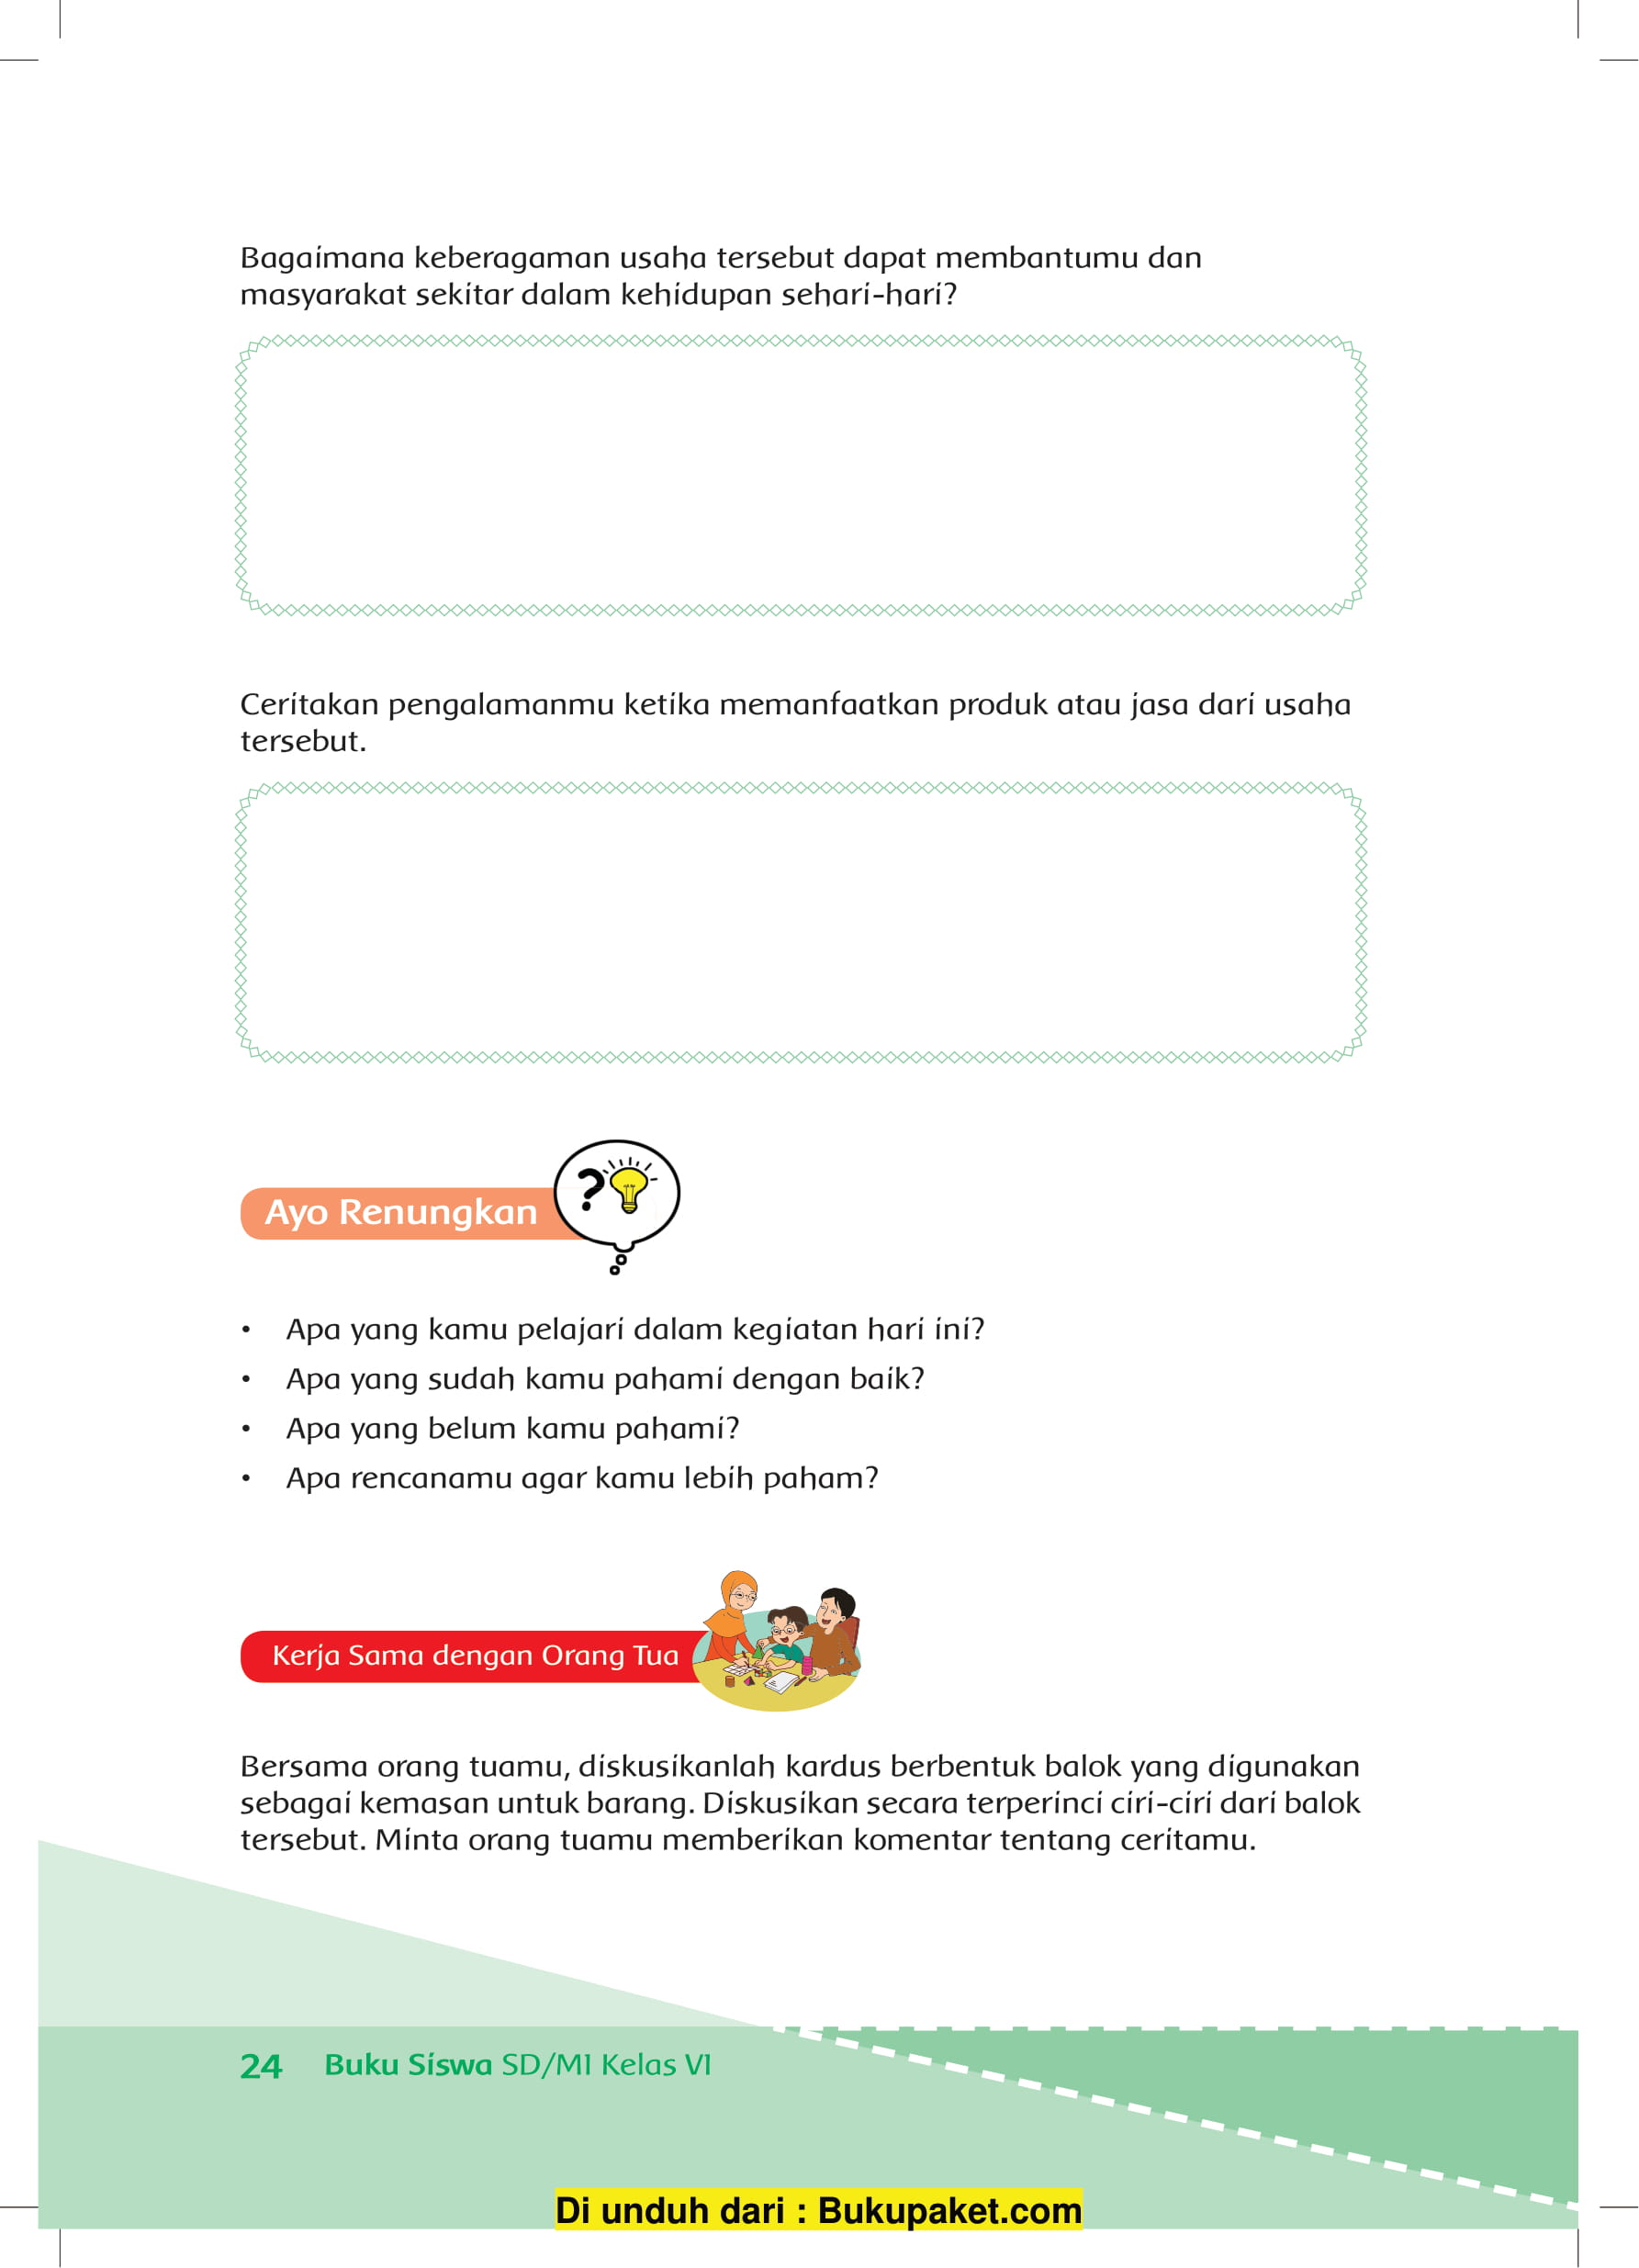 Bagaimana keberagaman usaha tersebut dapat membantumu dan
masyarakat sekitar dalam kehidupan sehari-hari?
Ceritakan pengalamanmu ketika memanfaatkan produk atau jasa dari usaha
tersebut.
Ayo Renungkan
?
• Apa yang kamu pelajari dalam kegiatan hari ini?
• Apa yang sudah kamu pahami dengan baik?
• Apa yang belum kamu pahami?
• Apa rencanamu agar kamu lebih paham?
Kerja Sama dengan Orang Tua
Bersama orang tuamu, diskusikanlah kardus berbentuk balok yang digunakan
sebagai kemasan untuk barang. Diskusikan secara terperinci ciri-ciri dari balok
tersebut. Minta orang tuamu memberikan komentar tentang ceritamu.
24 Buku Siswa SD/MI Kelas VI
Di unduh dari : Bukupaket.com